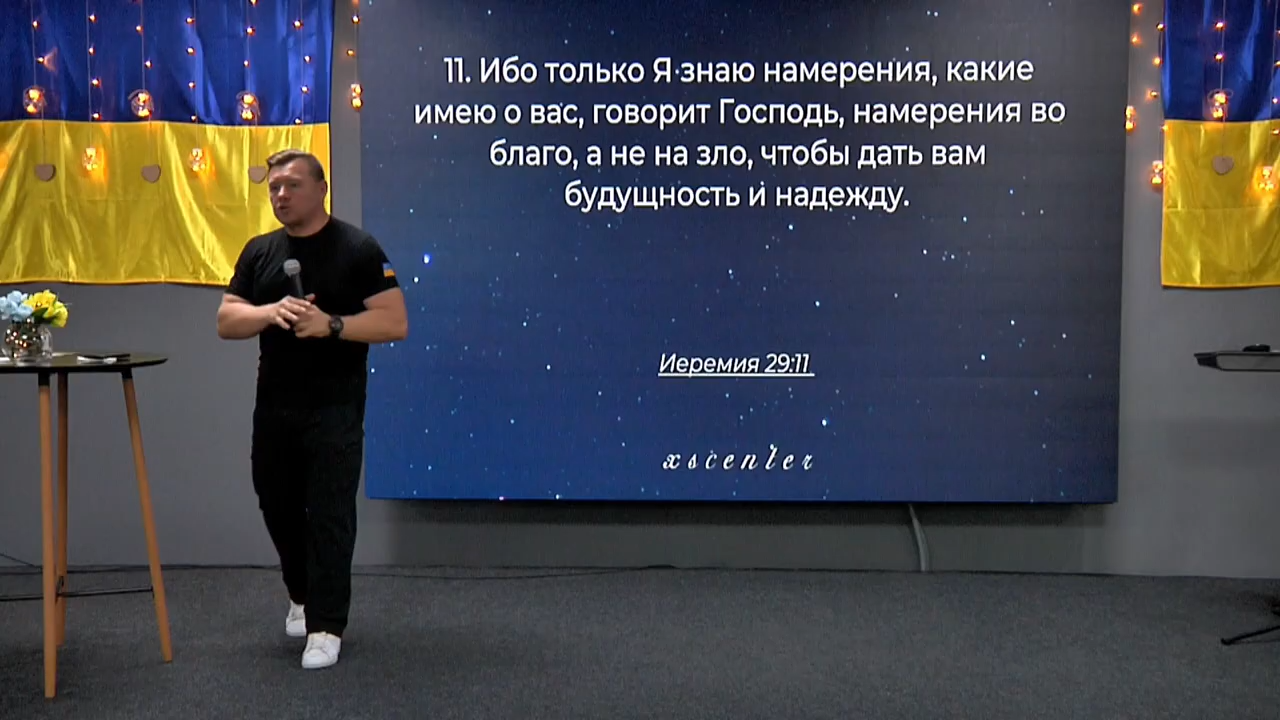 11. Ибо только Я знаю намерения, какие
имею о вас, говорит Господь, намерения во
благо, а не на зло, чтобы дать вам
будущность и надежду.
Иеремия 29:11
xscenter